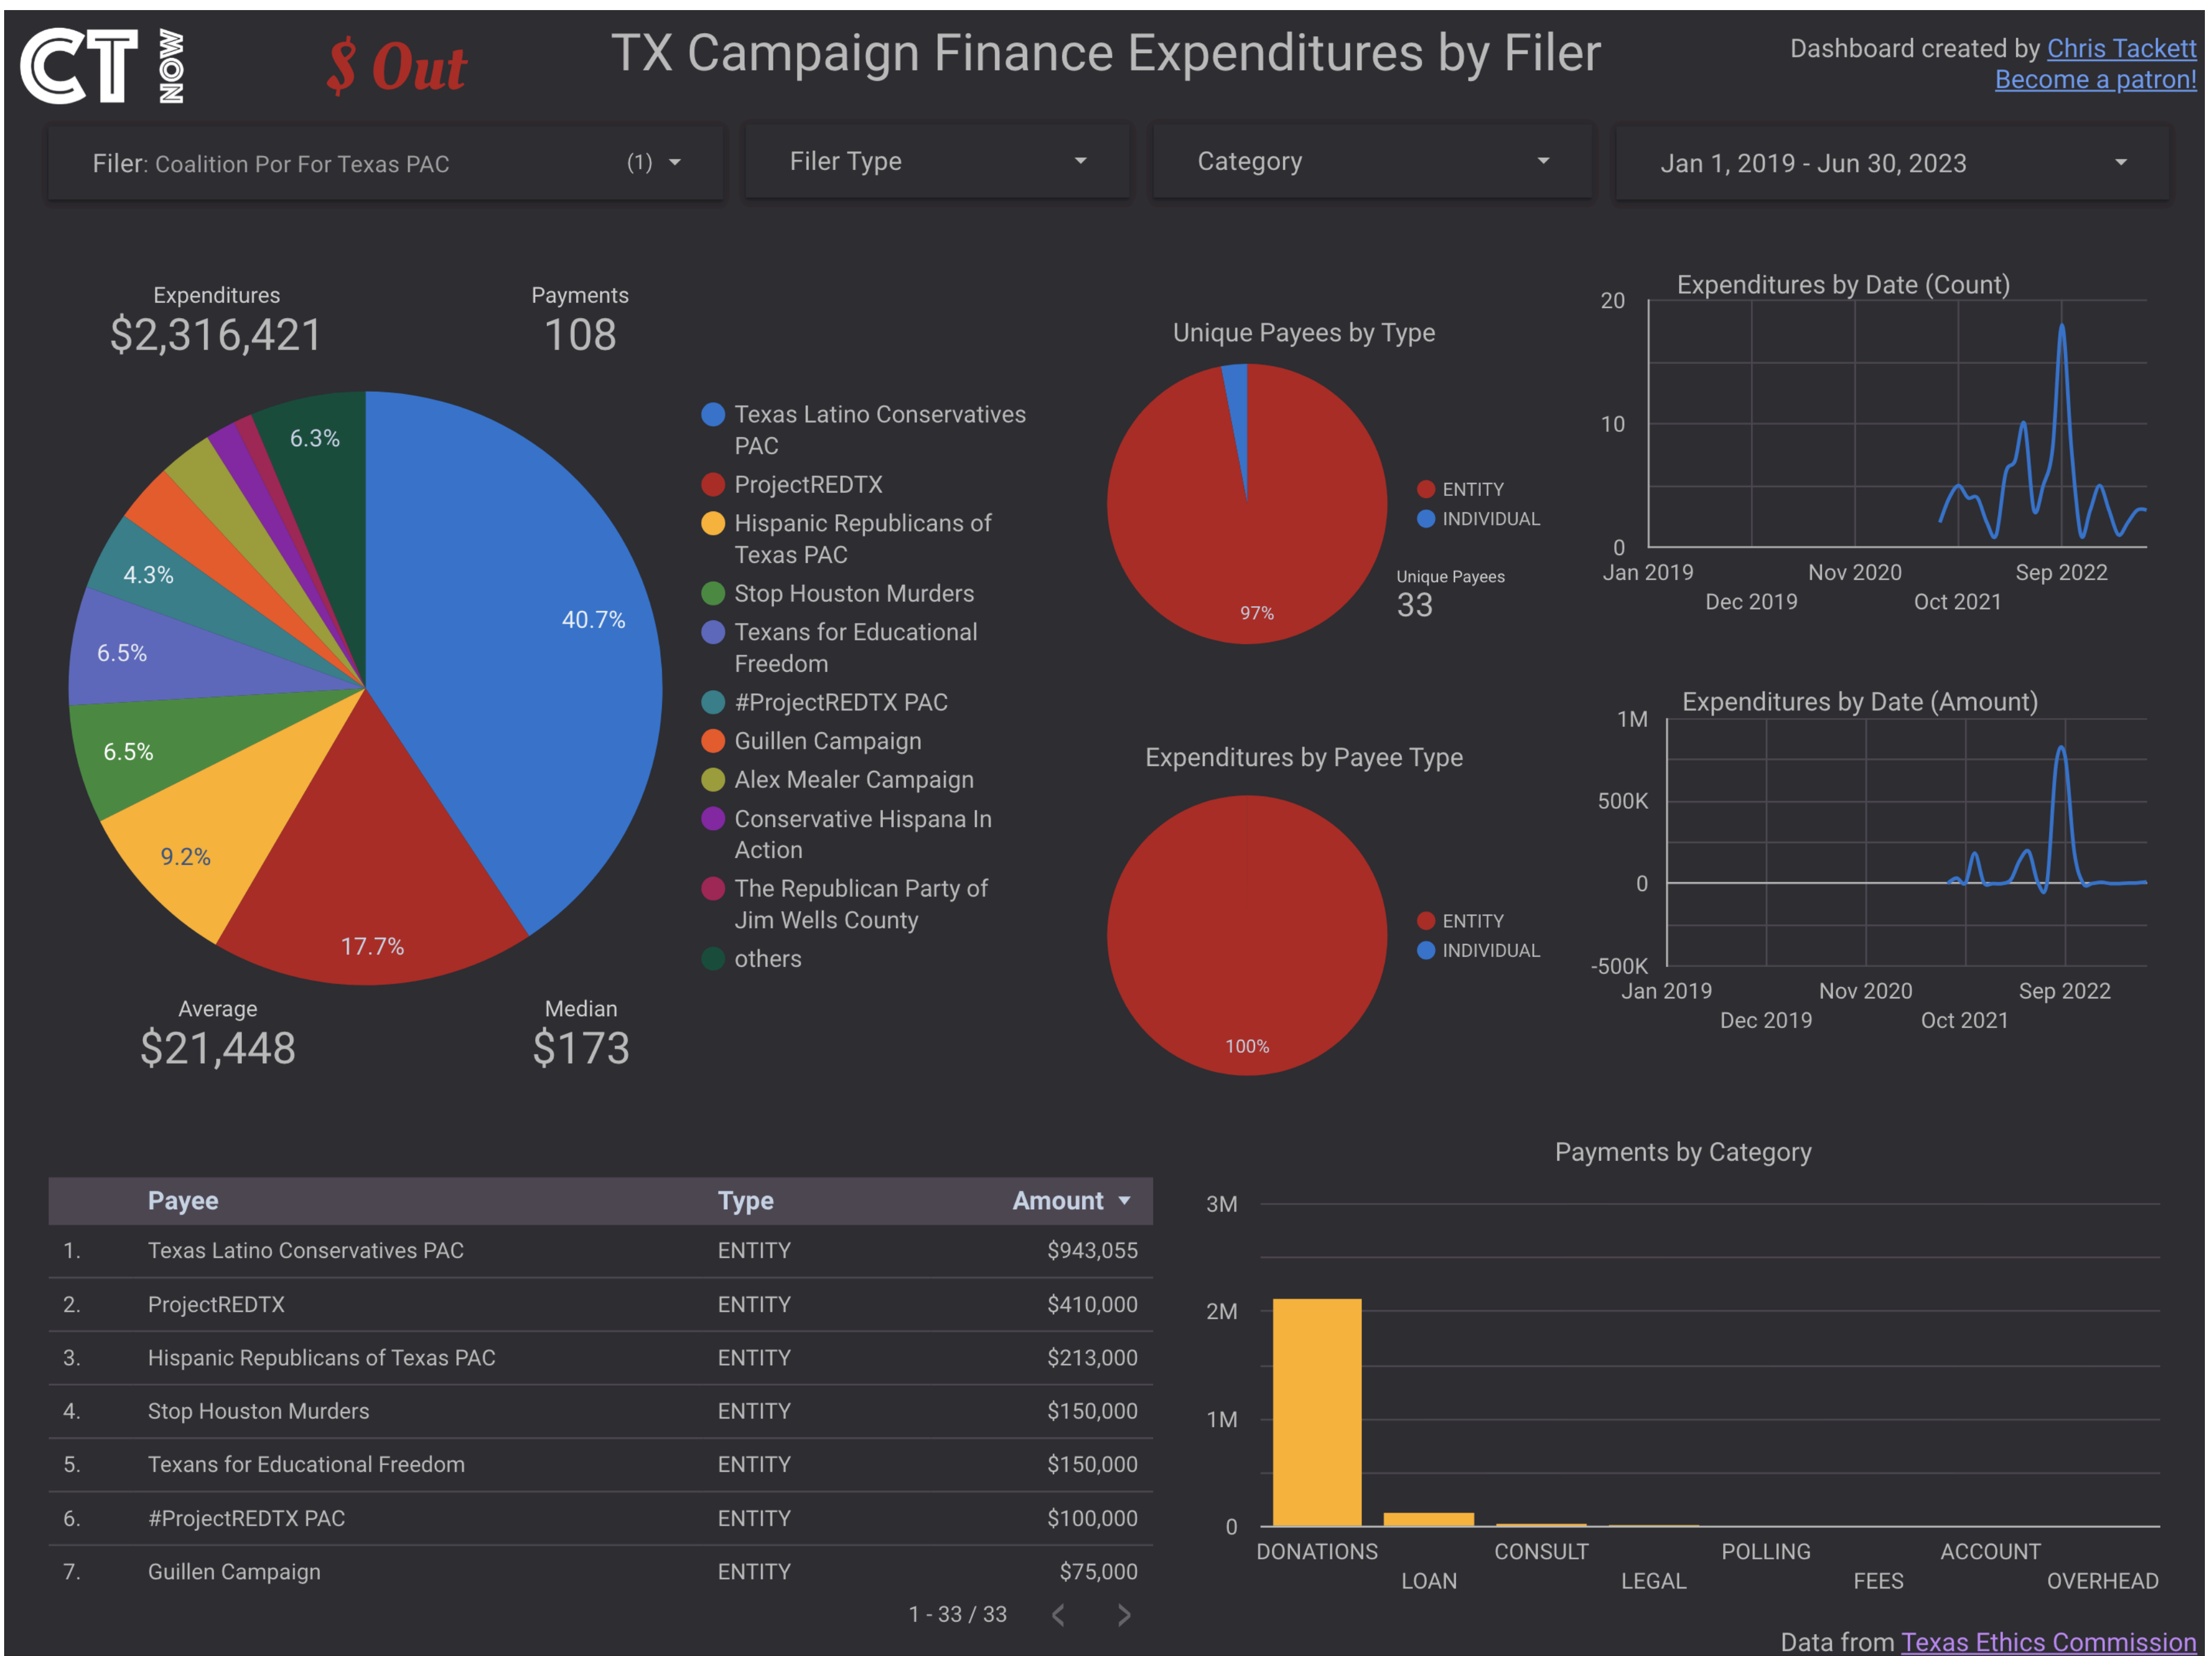 CT NOW
$ Out
TX Campaign Finance Expenditures by Filer
Dashboard created by Chris Tackett
Become a patron!
Filer: Coalition Por For Texas PAC (1)
Filer Type
Category
Jan 1, 2019 - Jun 30, 2023
Expenditures
$2,316,421
Payments
108
6.3%
4.3%
40.7%
6.5%
6.5%
9.2%
17.7%
Texas Latino Conservatives
PAC
ProjectREDTX
Hispanic Republicans of
Texas PAC
Stop Houston Murders
Texans for Educational
Freedom
#ProjectREDTX PAC
Guillen Campaign
Alex Mealer Campaign
Conservative Hispana In
Action
The Republican Party of
Jim Wells County
others
Average
$21,448
Median
$173
Unique Payees by Type
97%
ENTITY
INDIVIDUAL
Unique Payees
33
Expenditures by Payee Type
100%
ENTITY
INDIVIDUAL
Expenditures by Date (Count)
20
10
0
Jan 2019
Dec 2019
Nov 2020
Oct 2021
Sep 2022
Expenditures by Date (Amount)
1M
500K
0
-500K
Jan 2019
Dec 2019
Nov 2020
Oct 2021
Sep 2022
Payee Type Amount
1. Texas Latino Conservatives PAC ENTITY $943,055
2. ProjectREDTX ENTITY $410,000
3. Hispanic Republicans of Texas PAC ENTITY $213,000
4. Stop Houston Murders ENTITY $150,000
5. Texans for Educational Freedom ENTITY $150,000
6. #ProjectREDTX PAC ENTITY $100,000
7. Guillen Campaign ENTITY $75,000
1 - 33 / 33
Payments by Category
3M
2M
1M
0
DONATIONS
LOAN
CONSULT
LEGAL
POLLING
FEES
ACCOUNT
OVERHEAD
Data from Texas Ethics Commission